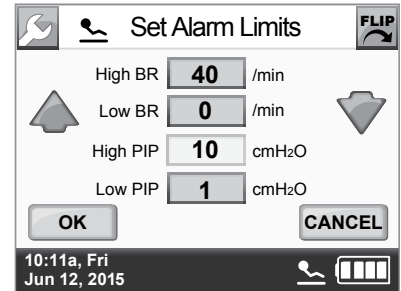 Set Alarm Limits
FLIP
High BR 40 /min
Low BR 0 /min
High PIP 10 cmH₂O
Low PIP 1 cmH₂O
OK CANCEL
10:11a, Fri
Jun 12, 2015